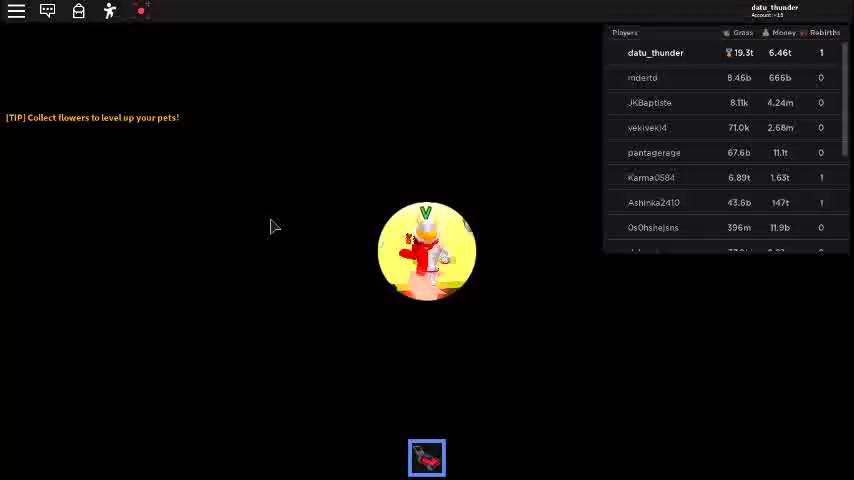 datu_thunder
Account: <13
Players Grass Money Rebirths
datu_thunder 19.3t 6.46t 1
mderto 8.46b 666b 0
JKBaptiste 8.11k 4.24m 0
vekiveki4 71.0k 2.68m 0
pantagerage 67.6b 11.1t 0
Karma0584 6.89t 1.63t 1
Ashinka2410 43.6b 147t 1
0s0hshejsns 396m 11.9b 0
[TIP] Collect flowers to level up your pets!
V